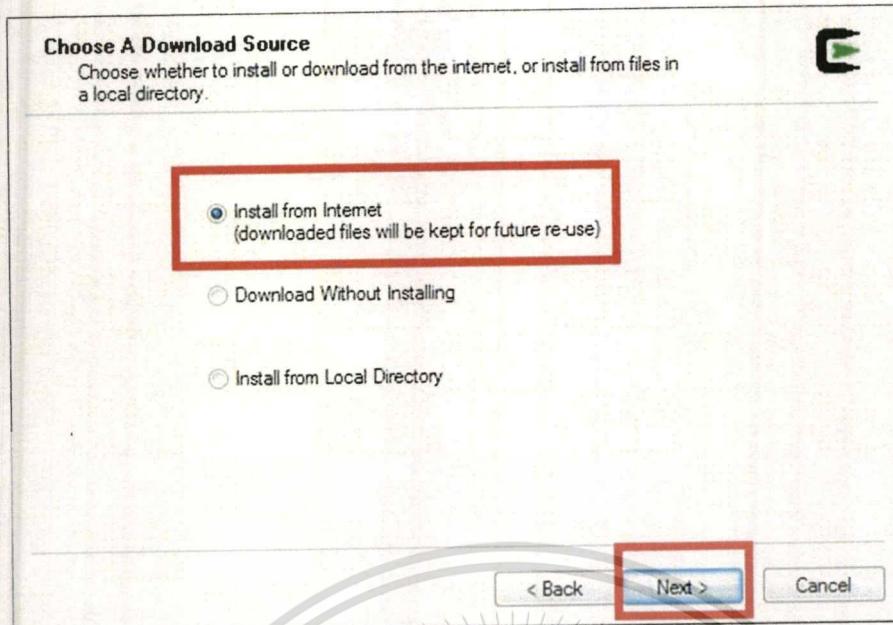 Choose A Download Source
Choose whether to install or download from the internet, or install from files in
a local directory.
Install from Internet
(downloaded files will be kept for future re-use)
Download Without Installing
Install from Local Directory
< Back
Next >
Cancel